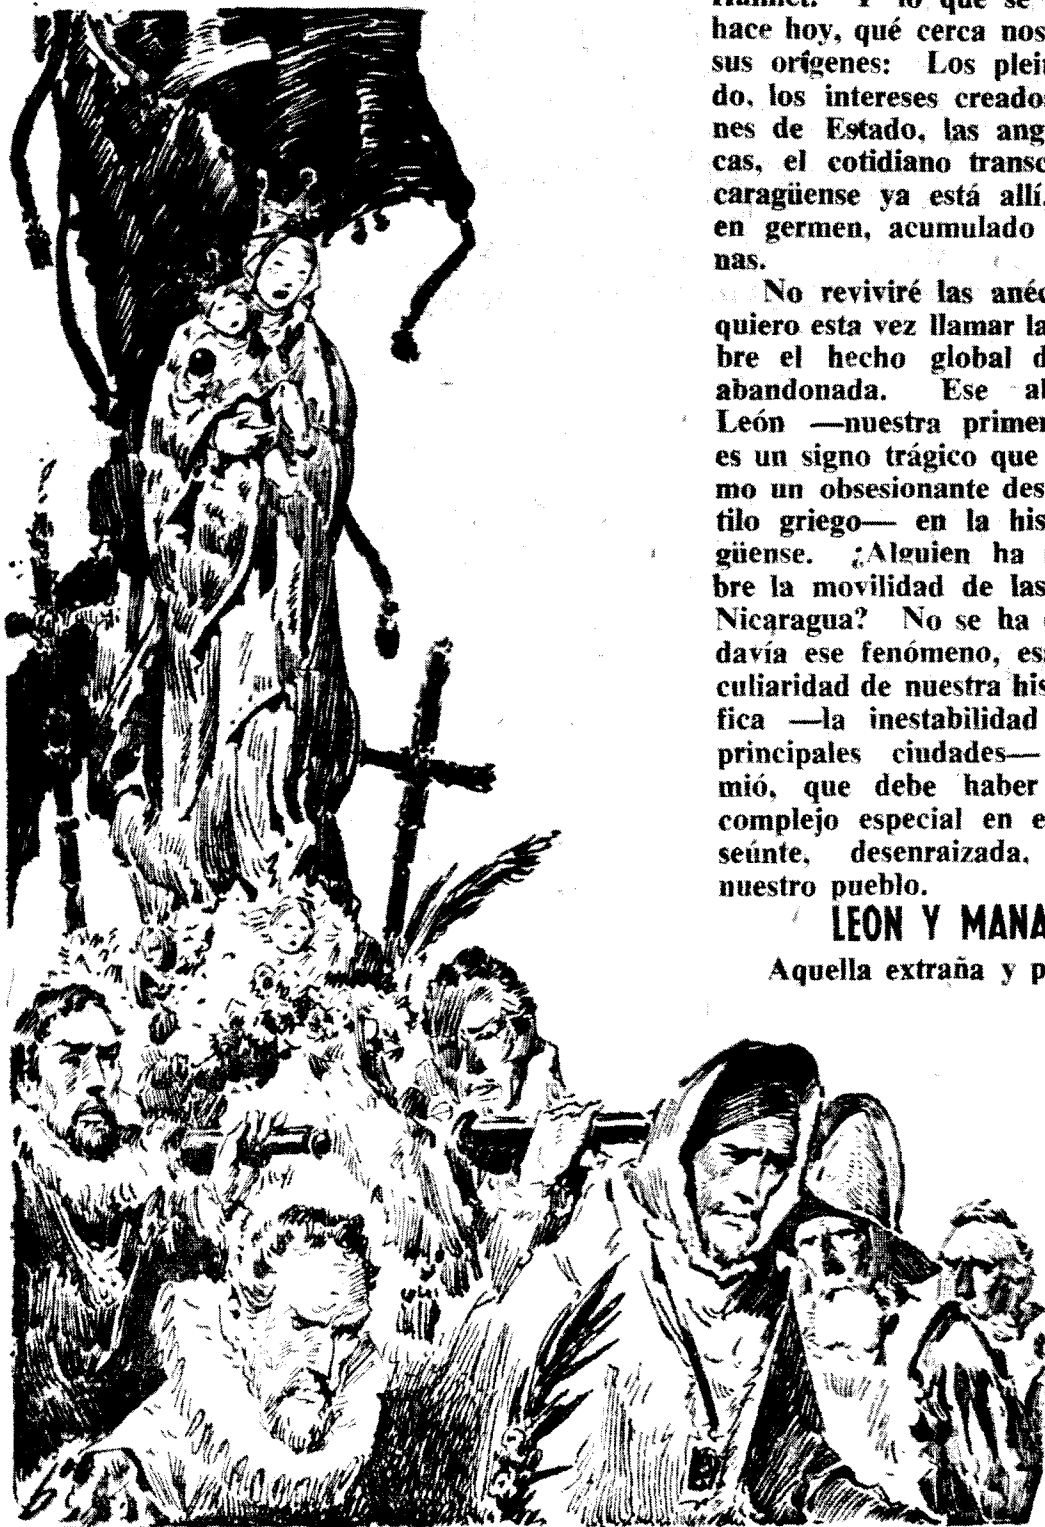 hace hoy, qué cerca nos
sus orígenes: Los plei
do, los intereses creado
nes de Estado, las ang
cas, el cotidiano transc
caragüense ya está allí,
en germen, acumulado
nas.
No reviviré las anéc
quiero esta vez llamar la
bre el hecho global d
abandonada. Ese ab
León —nuestra primer
es un signo trágico que
mo un obsesionante des
tilo griego— en la his
güense. ¿Alguien ha
bre la movilidad de las
Nicaragua? No se ha
davía ese fenómeno, es
culiaridad de nuestra his
fica —la inestabilidad
principales ciudades—
mió, que debe haber
complejo especial en e
seúnte, desenraizada,
nuestro pueblo.
LEON Y MANA
Aquella extraña y p